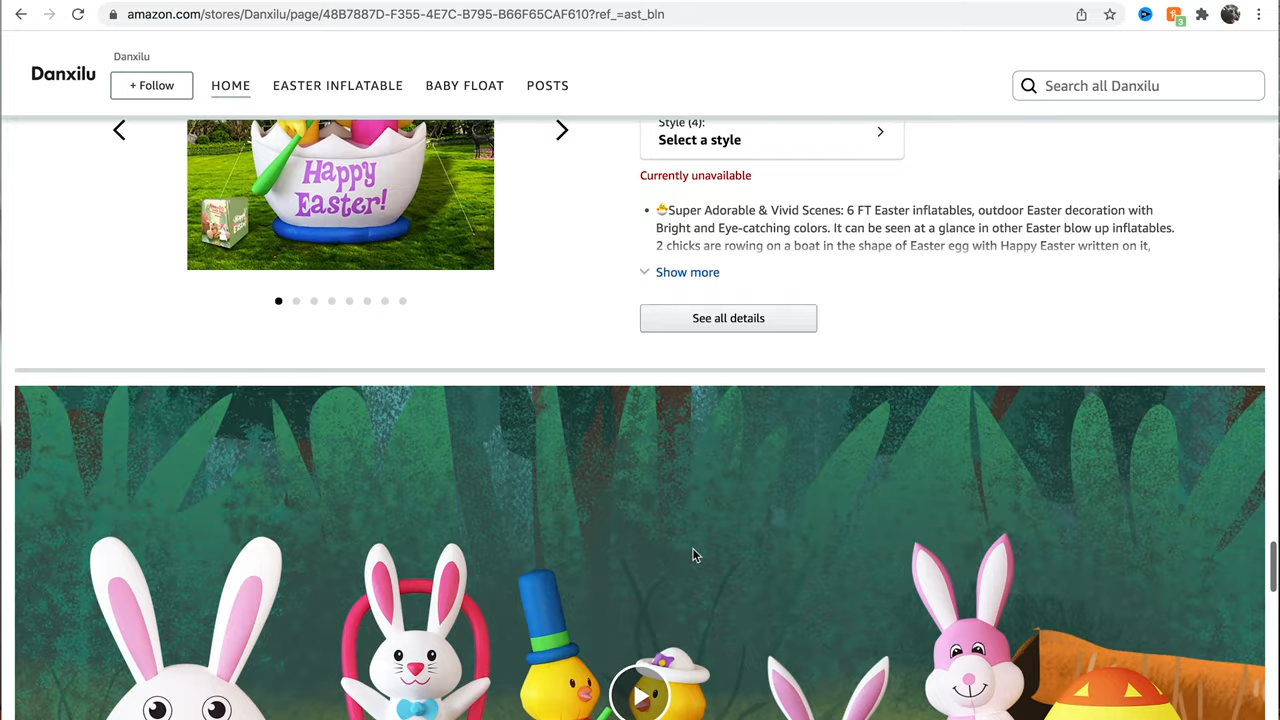 amazon.com/stores/Danxilu/page/48B7887D-F355-4E7C-B795-B66F65CAF610?ref_=ast_bln
3
Danxilu
Danxilu
+ Follow
HOME
EASTER INFLATABLE
BABY FLOAT
POSTS
Search all Danxilu
Happy
Easter!
Style (4):
Select a style
Currently unavailable
• 🐣Super Adorable & Vivid Scenes: 6 FT Easter inflatables, outdoor Easter decoration with
Bright and Eye-catching colors. It can be seen at a glance in other Easter blow up inflatables.
2 chicks are rowing on a boat in the shape of Easter egg with Happy Easter written on it,
Show more
See all details